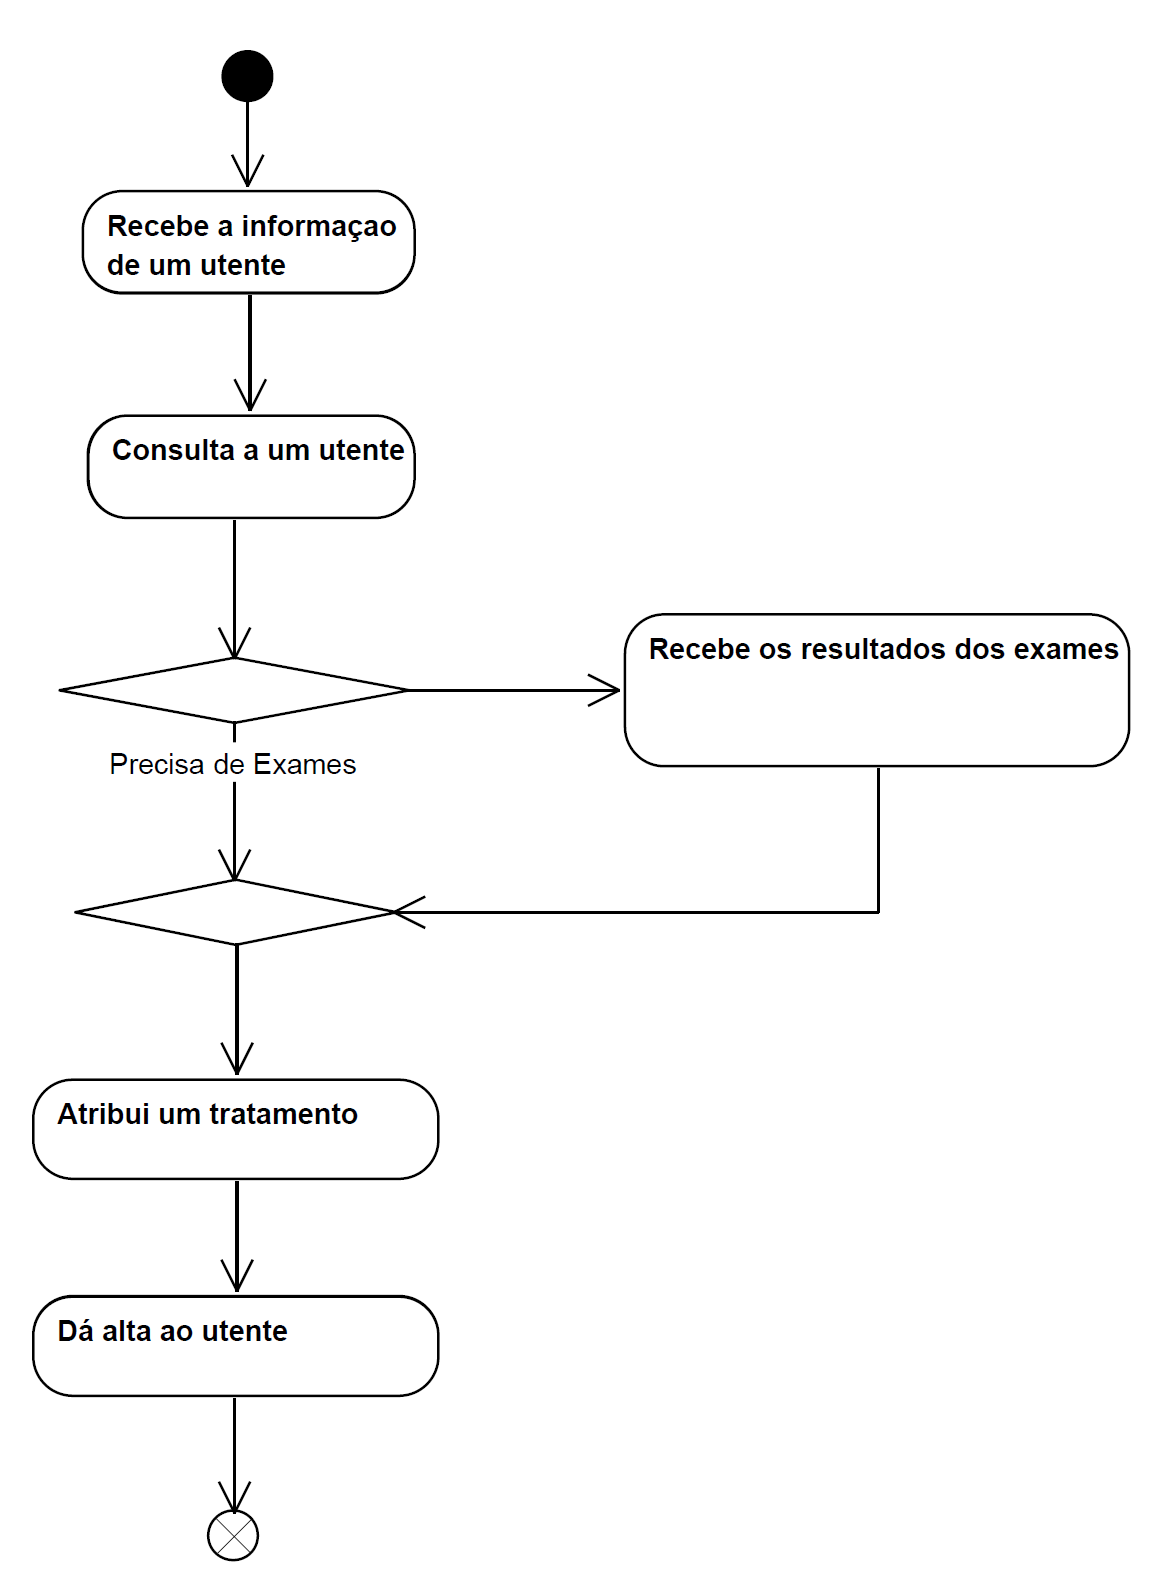 Recebe a informaçao
de um utente
Consulta a um utente
Recebe os resultados dos exames
Precisa de Exames
Atribui um tratamento
Dá alta ao utente